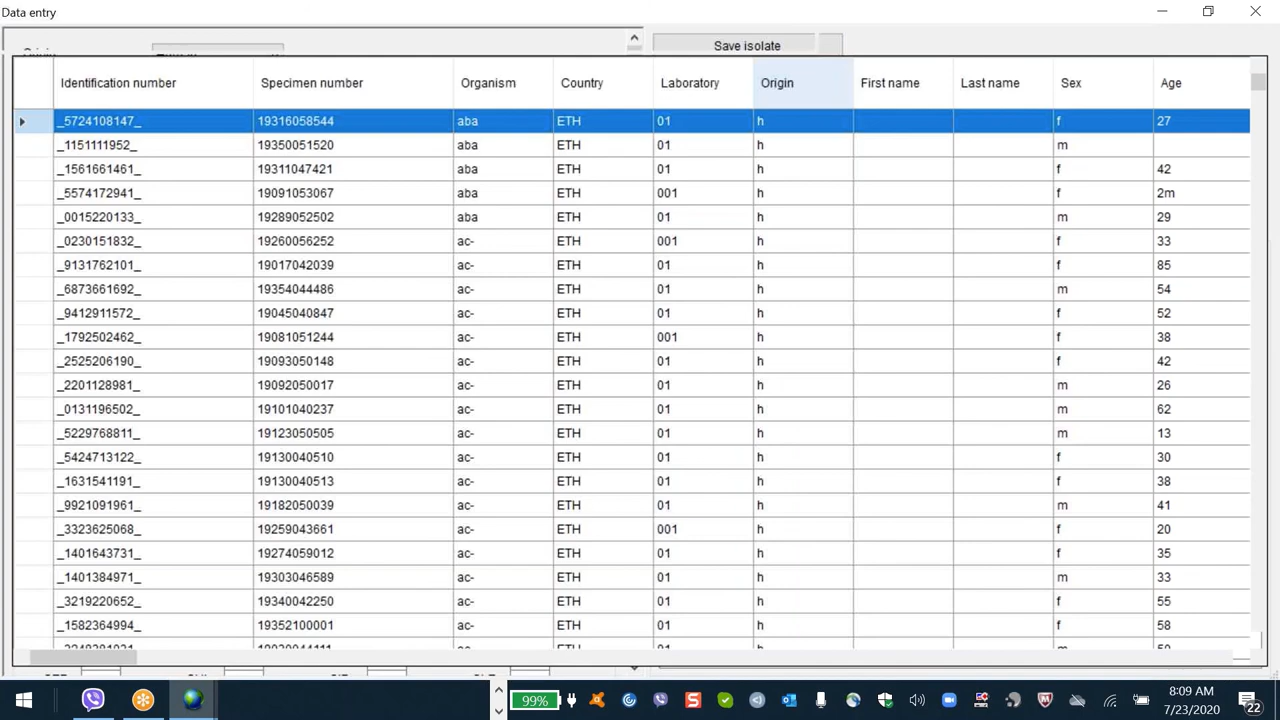 Data entry
Save isolate
Identification number Specimen number Organism Country Laboratory Origin First name Last name Sex Age
_5724108147_ 19316058544 aba ETH 01 h f 27
_1151111952_ 19350051520 aba ETH 01 h m
_1561661461_ 19311047421 aba ETH 01 h f 42
_5574172941_ 19091053067 aba ETH 001 h f 2m
_0015220133_ 19289052502 aba ETH 01 h m 29
_0230151832_ 19260056252 ac- ETH 001 h f 33
_9131762101_ 19017042039 ac- ETH 01 h f 85
_6873661692_ 19354044486 ac- ETH 01 h m 54
_9412911572_ 19045040847 ac- ETH 01 h f 52
_1792502462_ 19081051244 ac- ETH 001 h f 38
_2525206190_ 19093050148 ac- ETH 01 h f 42
_2201128981_ 19092050017 ac- ETH 01 h m 26
_0131196502_ 19101040237 ac- ETH 01 h m 62
_5229768811_ 19123050505 ac- ETH 01 h m 13
_5424713122_ 19130040510 ac- ETH 01 h f 30
_1631541191_ 19130040513 ac- ETH 01 h f 38
_9921091961_ 19182050039 ac- ETH 01 h m 41
_3323625068_ 19259043661 ac- ETH 001 h f 20
_1401643731_ 19274059012 ac- ETH 01 h f 35
_1401384971_ 19303046589 ac- ETH 01 h m 33
_3219220652_ 19340042250 ac- ETH 01 h f 55
_1582364994_ 19352100001 ac- ETH 01 h f 58
99%
8:09 AM
7/23/2020
22